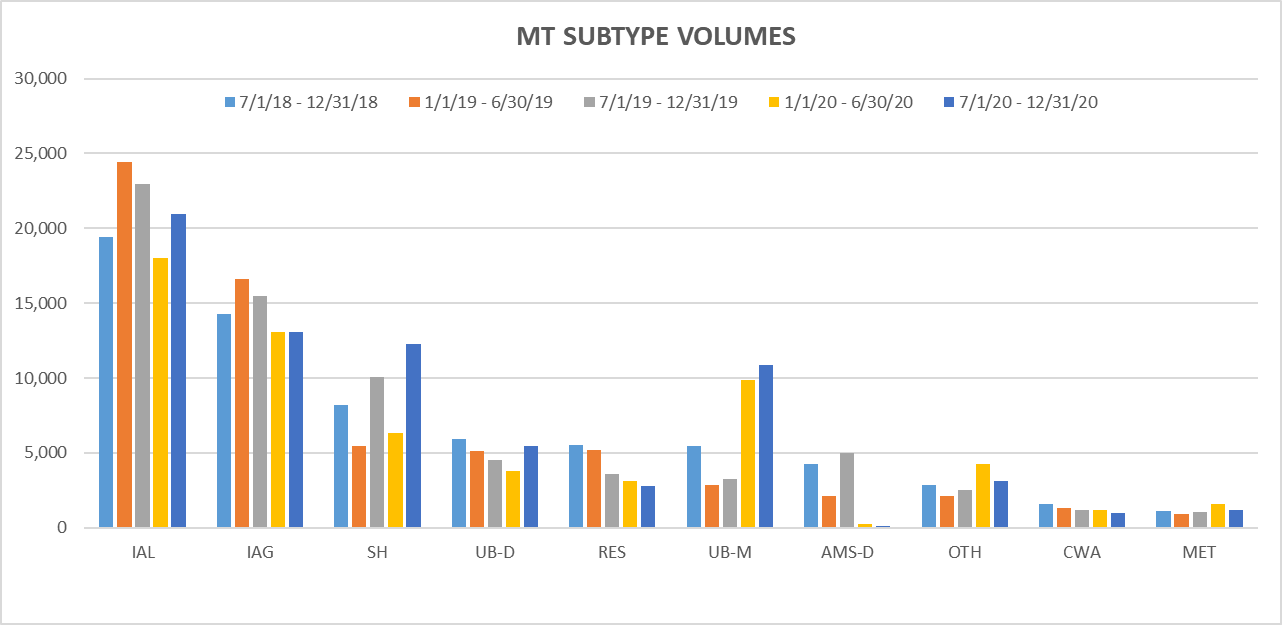 MT SUBTYPE VOLUMES
30,000
7/1/18 - 12/31/18 1/1/19 - 6/30/19 7/1/19 - 12/31/19 1/1/20 - 6/30/20 7/1/20 - 12/31/20
25,000
20,000
15,000
10,000
5,000
0
IAL IAG SH UB-D RES UB-M AMS-D OTH CWA MET